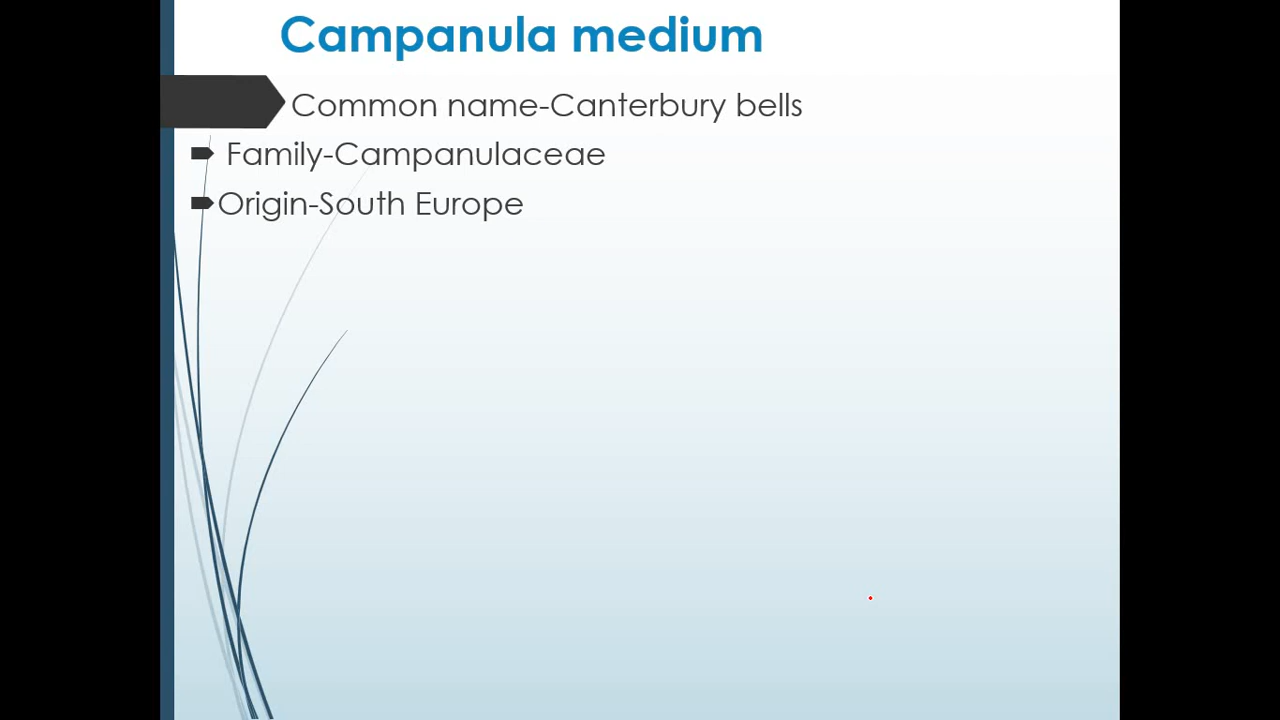 Campanula medium
Common name-Canterbury bells
Family-Campanulaceae
Origin-South Europe